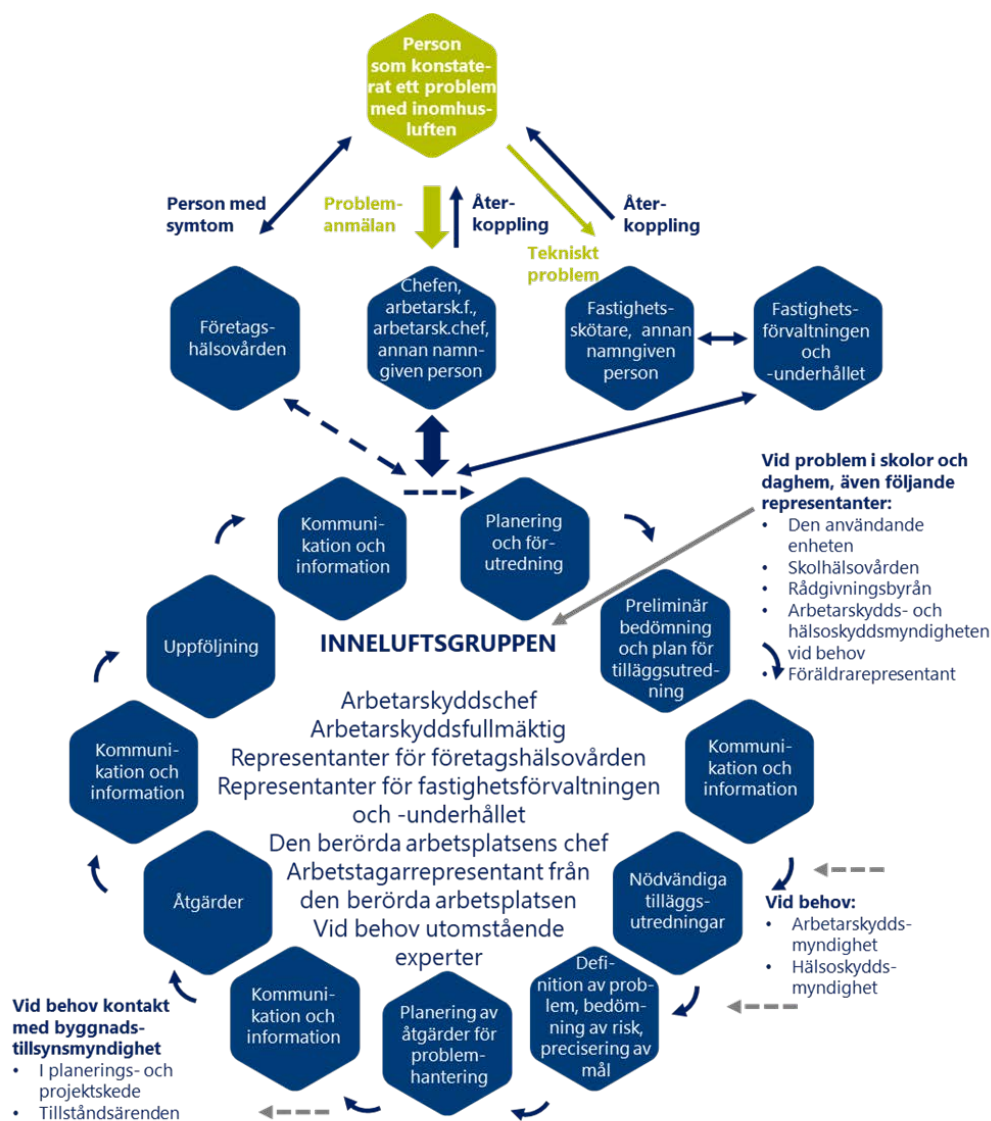 Person
som konstate-
rat ett problem
med inomhus-
luften
Person med
symtom
Problem-
anmälan
Åter-
koppling
Tekniskt
problem
Åter-
koppling
Företags-
hälsovården
Chefen,
arbetarsk.f.,
arbetarsk.chef,
annan namn-
given person
Fastighets-
skötare, annan
namngiven
person
Fastighets-
förvaltningen
och
-underhållet
Vid problem i skolor och
daghem, även följande
representanter:
• Den användande
enheten
• Skolhälsovården
• Rådgivningsbyrån
• Arbetarskydds- och
hälsoskyddsmyndigheten
vid behov
• Föräldrarepresentant
Kommuni-
kation och
information
Planering
och för-
utredning
Preliminär
bedömning
och plan för
tilläggsutred-
ning
Kommuni-
kation och
information
Nödvändiga
tilläggs-
utredningar
Vid behov:
• Arbetarskydds-
myndighet
• Hälsoskydds-
myndighet
Defi-
nition av prob-
lem, bedöm-
ning av risk,
precisering av
mål
Planering av
åtgärder för
problem-
hantering
Kommuni-
kation och
information
Vid behov kontakt
med byggnads-
tillsynsmyndighet
• I planerings- och
projektskede
• Tillståndsärenden
Åtgärder
Kommuni-
kation och
information
Uppföljning
INNELUFTSGRUPPEN
Arbetarskyddschef
Arbetarskyddsfullmäktig
Representanter för företagshälsovården
Representanter för fastighetsförvaltningen
och -underhållet
Den berörda arbetsplatsens chef
Arbetstagarrepresentant från
den berörda arbetsplatsen
Vid behov utomstående
experter